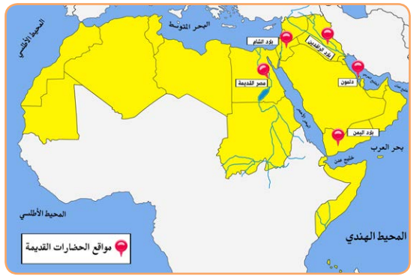 البحر المتوسط
المحيط الأطلسي
بلاد الشام
بلاد الرافدين
مصر القديمة
دلمون
بلاد اليمن
بحر العرب
خليج عدن
المحيط الأطلسي
المحيط الهندي
مواقع الحضارات القديمة